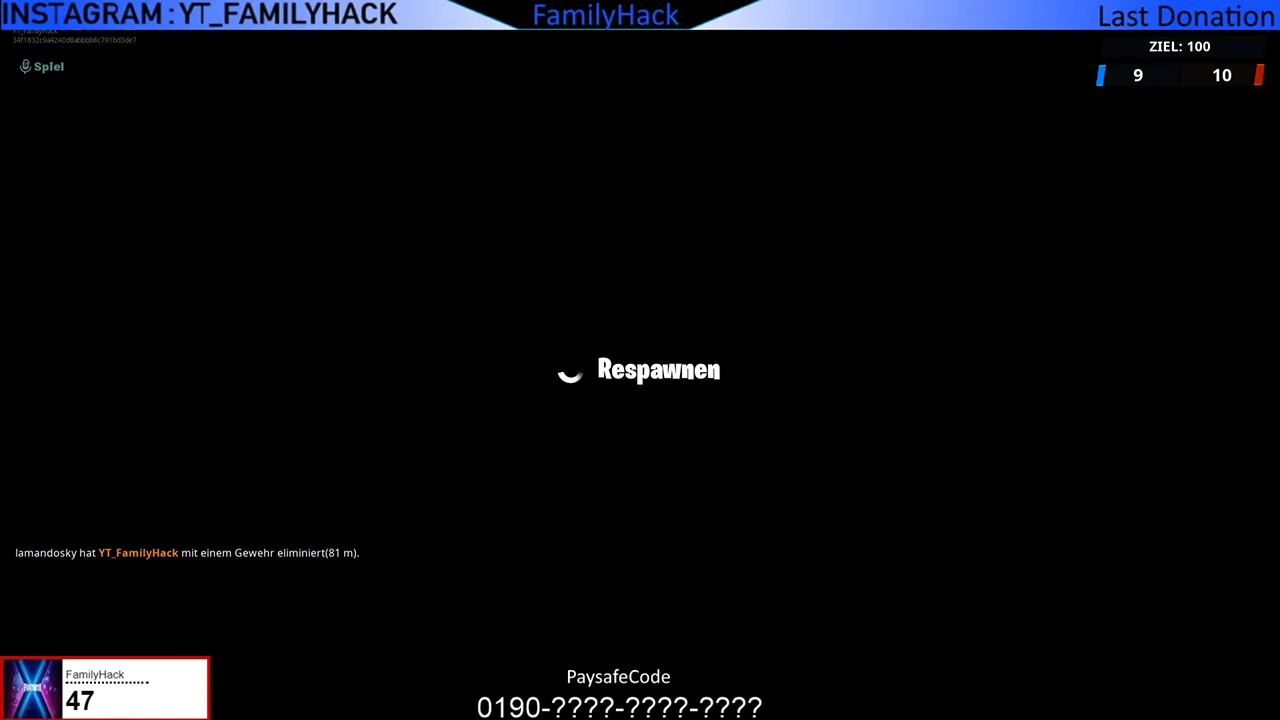 INSTAGRAM : YT_FAMILYHACK
FamilyHack
Last Donation
YT_FamilyHack
ZIEL: 100
Spiel
9
10
Respawnen
lamandosky hat YT_FamilyHack mit einem Gewehr eliminiert(81 m).
FamilyHack
47
PaysafeCode
0190-????-????-????